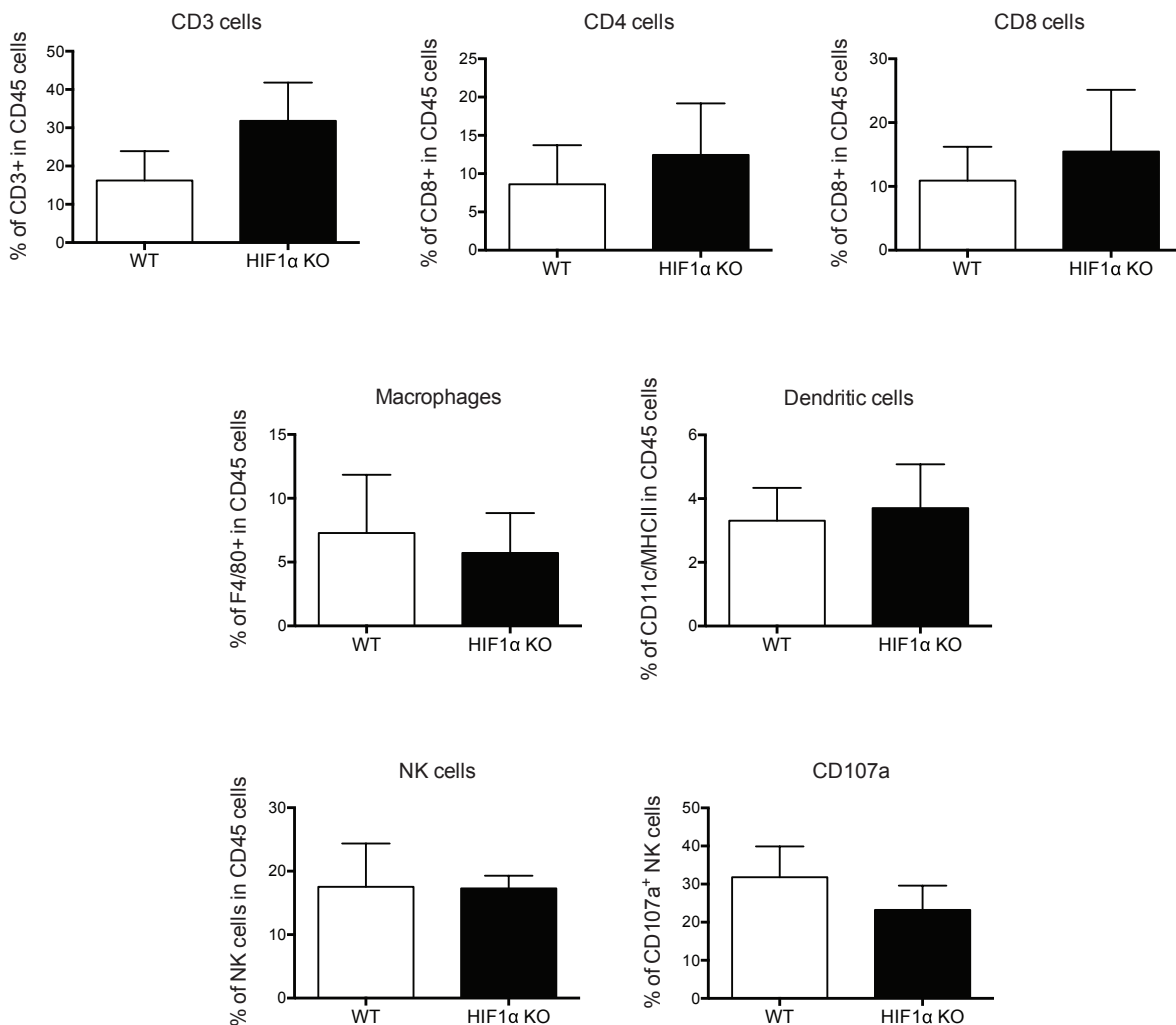 CD3 cells
% of CD3+ in CD45 cells
50
40
30
20
10
0
WT
HIF1α KO
CD4 cells
% of CD8+ in CD45 cells
25
20
15
10
5
0
WT
HIF1α KO
CD8 cells
% of CD8+ in CD45 cells
30
20
10
0
WT
HIF1α KO
Macrophages
% of F4/80+ in CD45 cells
15
10
5
0
WT
HIF1α KO
Dendritic cells
% of CD11c/MHCII in CD45 cells
6
4
2
0
WT
HIF1α KO
NK cells
% of NK cells in CD45 cells
30
20
10
0
WT
HIF1α KO
CD107a
% of CD107a⁺ NK cells
50
40
30
20
10
0
WT
HIF1α KO